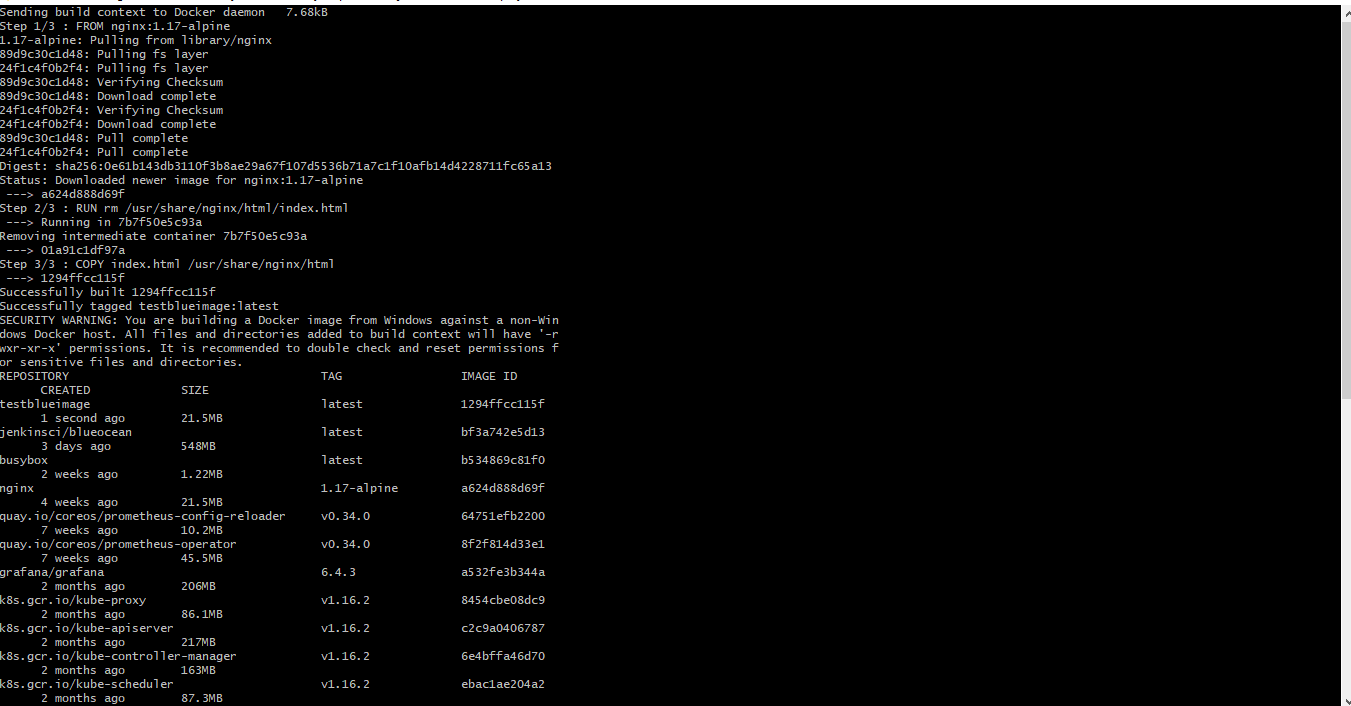 Sending build context to Docker daemon   7.68kB
Step 1/3 : FROM nginx:1.17-alpine
1.17-alpine: Pulling from library/nginx
89d9c30c1d48: Pulling fs layer
24f1c4f0b2f4: Pulling fs layer
89d9c30c1d48: Verifying Checksum
89d9c30c1d48: Download complete
24f1c4f0b2f4: Verifying Checksum
24f1c4f0b2f4: Download complete
89d9c30c1d48: Pull complete
24f1c4f0b2f4: Pull complete
Digest: sha256:0e61b143db3110f3b8ae29a67f107d5536b71a7c1f10afb14d4228711fc65a13
Status: Downloaded newer image for nginx:1.17-alpine
 ---> a624d888d69f
Step 2/3 : RUN rm /usr/share/nginx/html/index.html
 ---> Running in 7b7f50e5c93a
Removing intermediate container 7b7f50e5c93a
 ---> 01a91c1df97a
Step 3/3 : COPY index.html /usr/share/nginx/html
 ---> 1294ffcc115f
Successfully built 1294ffcc115f
Successfully tagged testblueimage:latest
SECURITY WARNING: You are building a Docker image from Windows against a non-Win
dows Docker host. All files and directories added to build context will have '-r
wxr-xr-x' permissions. It is recommended to double check and reset permissions f
or sensitive files and directories.
REPOSITORY                                    TAG                 IMAGE ID
      CREATED             SIZE
testblueimage                                 latest              1294ffcc115f
      1 second ago        21.5MB
jenkinsci/blueocean                           latest              bf3a742e5d13
      3 days ago          548MB
busybox                                       latest              b534869c81f0
      2 weeks ago         1.22MB
nginx                                         1.17-alpine         a624d888d69f
      4 weeks ago         21.5MB
quay.io/coreos/prometheus-config-reloader     v0.34.0             64751efb2200
      7 weeks ago         10.2MB
quay.io/coreos/prometheus-operator            v0.34.0             8f2f814d33e1
      7 weeks ago         45.5MB
grafana/grafana                               6.4.3               a532fe3b344a
      2 months ago        206MB
k8s.gcr.io/kube-proxy                         v1.16.2             8454cbe08dc9
      2 months ago        86.1MB
k8s.gcr.io/kube-apiserver                     v1.16.2             c2c9a0406787
      2 months ago        217MB
k8s.gcr.io/kube-controller-manager            v1.16.2             6e4bffa46d70
      2 months ago        163MB
k8s.gcr.io/kube-scheduler                     v1.16.2             ebac1ae204a2
      2 months ago        87.3MB